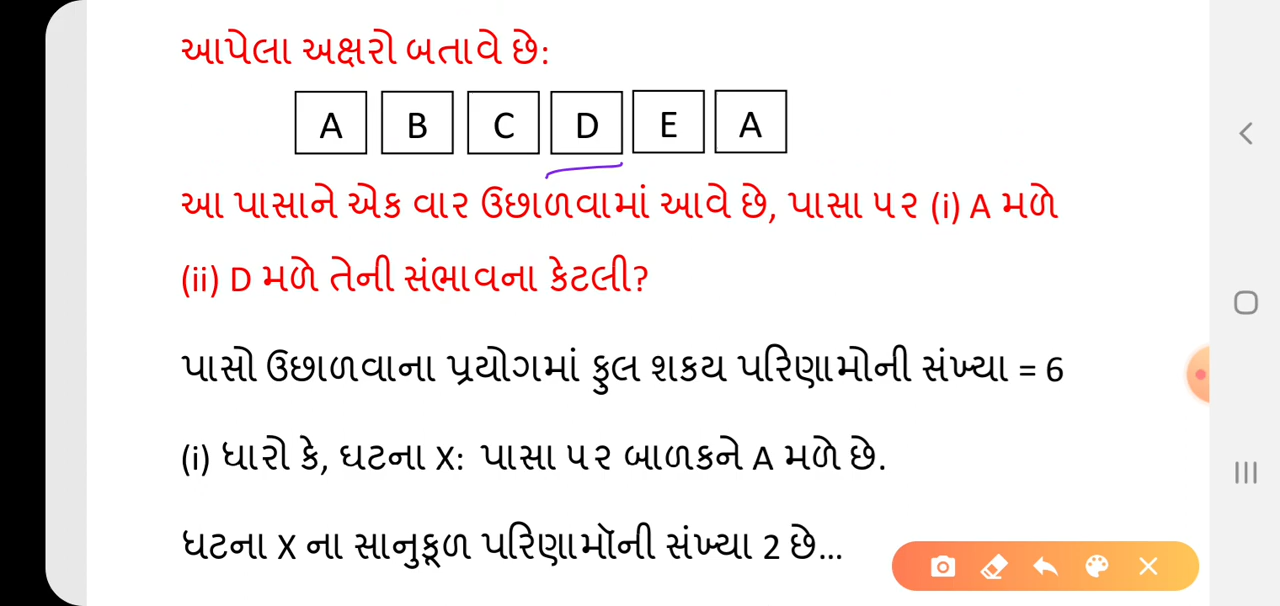 આપેલા અક્ષરો બતાવે છે:
A B C D E A
આ પાસાને એક વાર ઉછાળવામાં આવે છે, પાસા પર (i) A મળે
(ii) D મળે તેની સંભાવના કેટલી?
પાસો ઉછાળવાના પ્રયોગમાં કુલ શકય પરિણામોની સંખ્યા = 6
(i) ધારો કે, ઘટના X: પાસા પર બાળકને A મળે છે.
ઘટના X ના સાનુકૂળ પરિણામૉની સંખ્યા 2 છે...